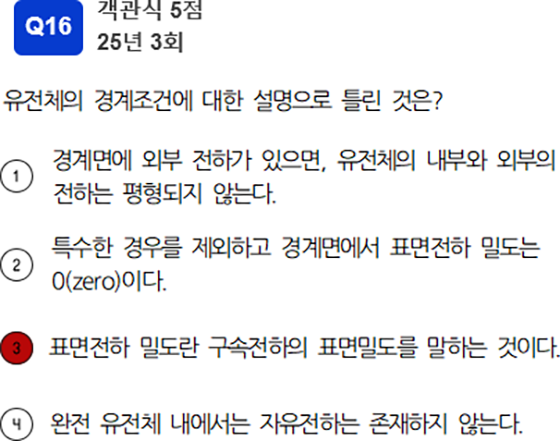 Q16
객관식 5점
25년 3회
유전체의 경계조건에 대한 설명으로 틀린 것은?
1 경계면에 외부 전하가 있으면, 유전체의 내부와 외부의
전하는 평형되지 않는다.
2 특수한 경우를 제외하고 경계면에서 표면전하 밀도는
0(zero)이다.
3 표면전하 밀도란 구속전하의 표면밀도를 말하는 것이다.
4 완전 유전체 내에서는 자유전하는 존재하지 않는다.